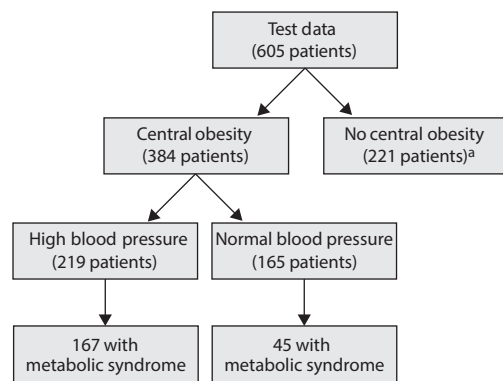 Test data
(605 patients)
Central obesity
(384 patients)
No central obesity
(221 patients)ᵃ
High blood pressure
(219 patients)
Normal blood pressure
(165 patients)
167 with
metabolic syndrome
45 with
metabolic syndrome